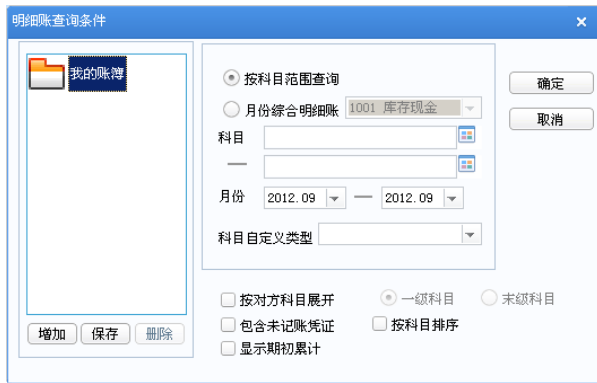 明细账查询条件
我的账簿
增加 保存 删除
按科目范围查询
月份综合明细账 1001 库存现金
科目
—
月份 2012.09 — 2012.09
科目自定义类型
按对方科目展开 一级科目 末级科目
包含未记账凭证 按科目排序
显示期初累计
确定
取消